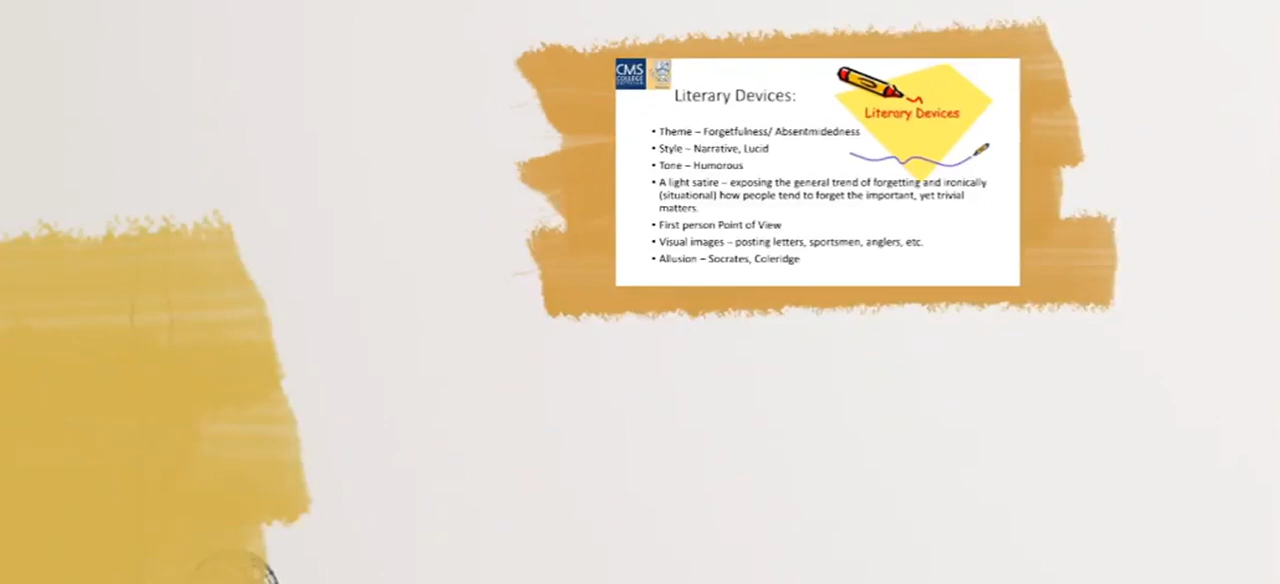 CMS
COLLEGE
Literary Devices:
Literary Devices
• Theme – Forgetfulness/ Absentmidedness
• Style – Narrative, Lucid
• Tone – Humorous
• A light satire – exposing the general trend of forgetting and ironically
(situational) how people tend to forget the important, yet trivial
matters.
• First person Point of View
• Visual images – posting letters, sportsmen, anglers, etc.
• Allusion – Socrates, Coleridge